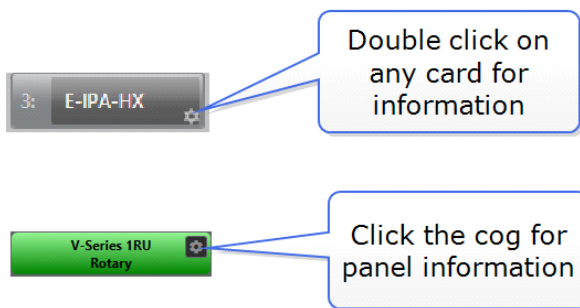 Double click on
any card for
information
3: E-IPA-HX
V-Series 1RU
Rotary
Click the cog for
panel information